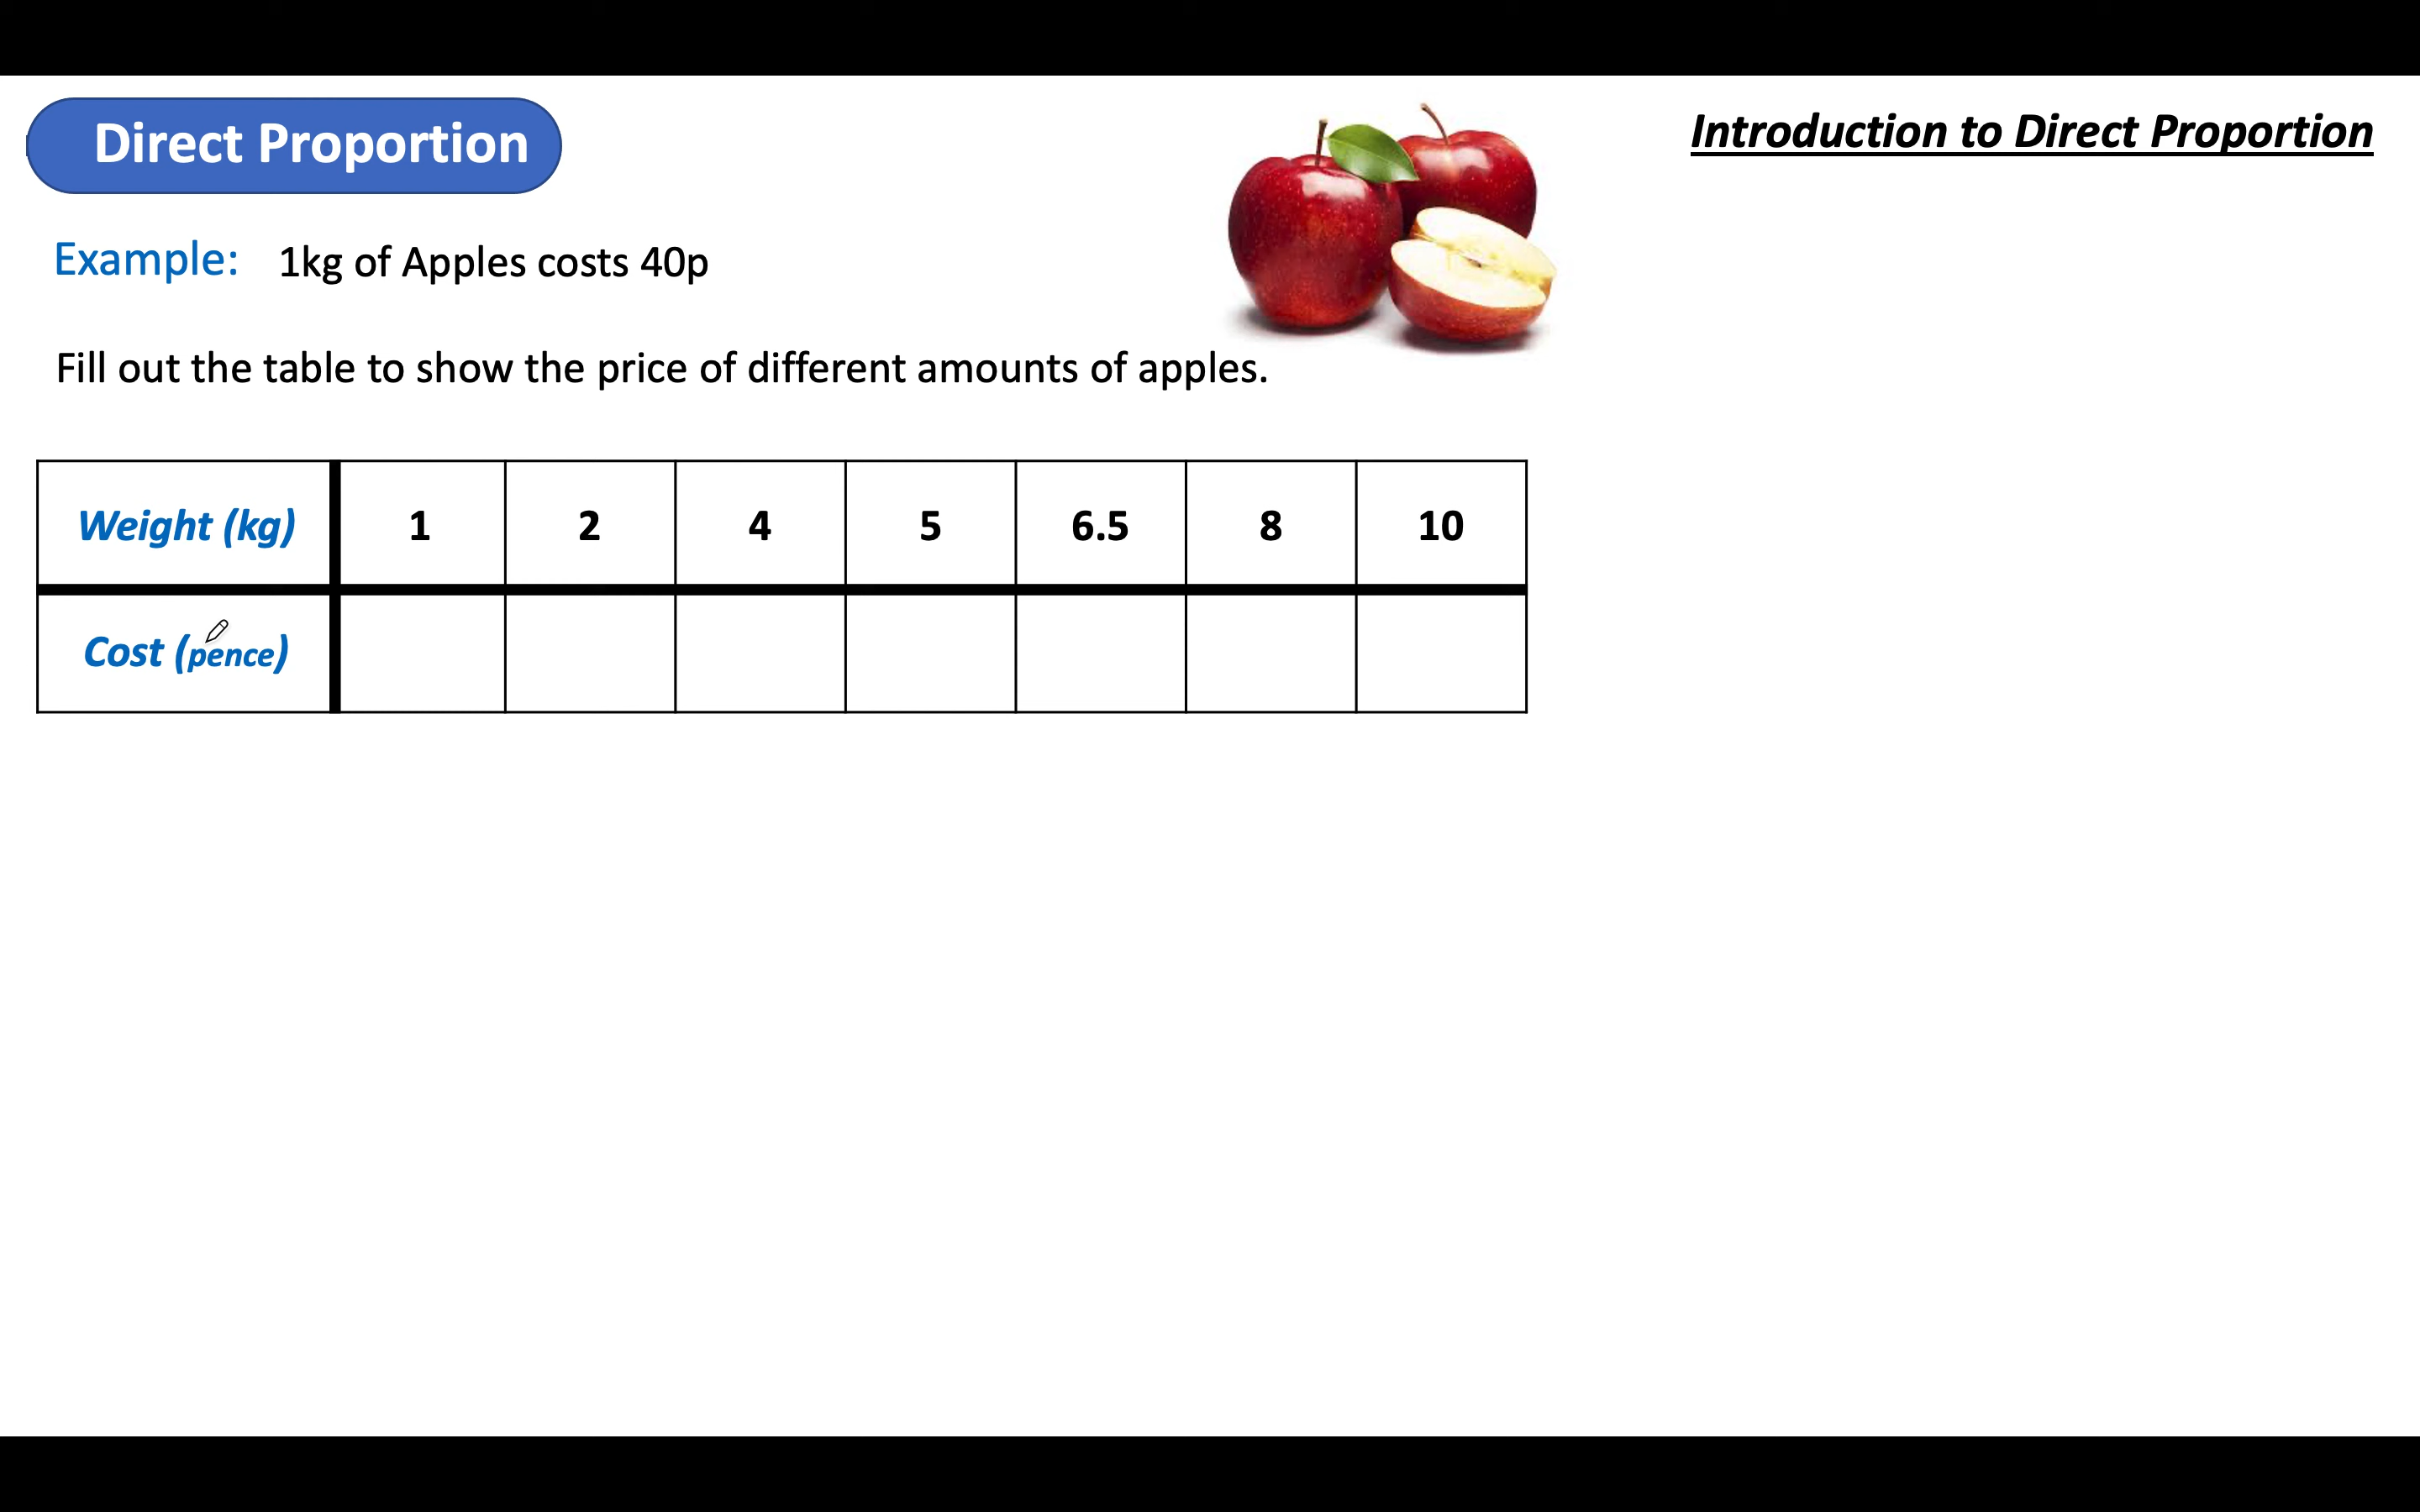 Direct Proportion
Introduction to Direct Proportion
Example: 1kg of Apples costs 40p
Fill out the table to show the price of different amounts of apples.
Weight (kg) 1 2 4 5 6.5 8 10
Cost (pence)